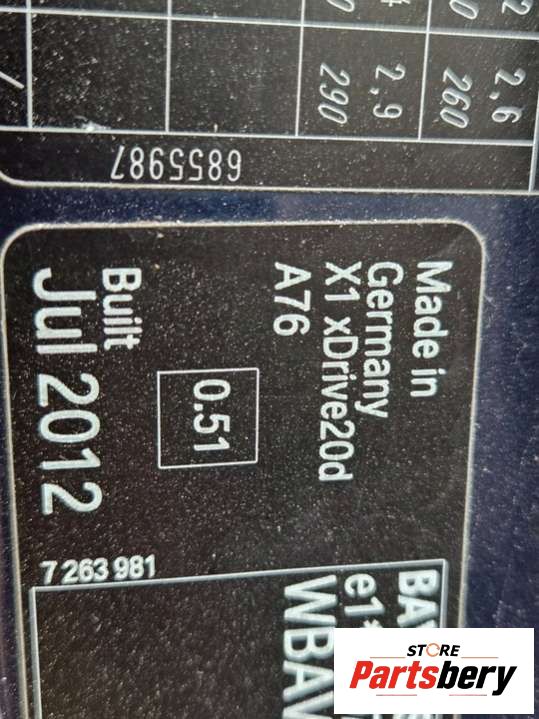 2,6
260
2,9
290
6855987
Made in
Germany
X1 xDrive20d
A76
0.51
Built
Jul 2012
7 263 981
STORE
Partsbery